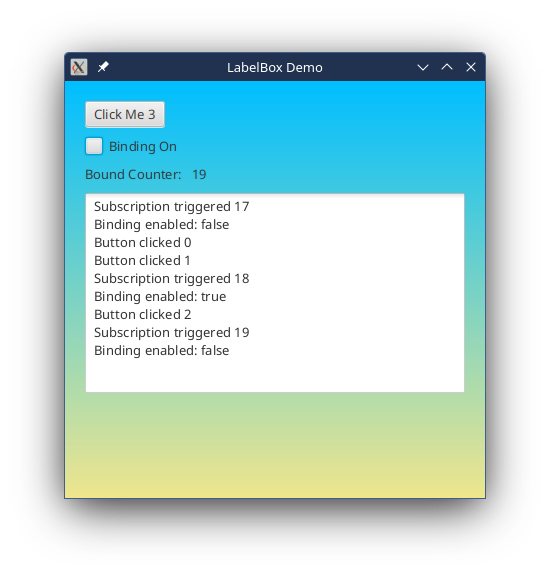 LabelBox Demo
Click Me 3
Binding On
Bound Counter: 19
Subscription triggered 17
Binding enabled: false
Button clicked 0
Button clicked 1
Subscription triggered 18
Binding enabled: true
Button clicked 2
Subscription triggered 19
Binding enabled: false